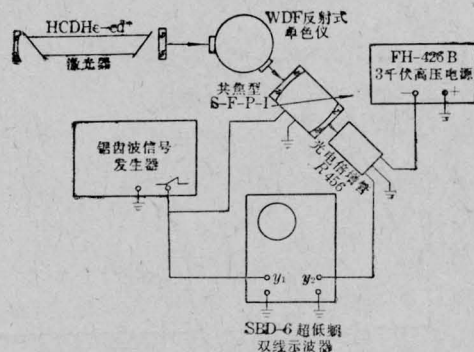 HCDHe-cd⁺
激光器
WDF反射式
单色仪
FH-426B
3千伏高压电源
- +
共焦型
S-F-P-1
光电倍增管
R456
锯齿波信号
发生器
y₁ y₂
SBD-6 超低频
双线示波器